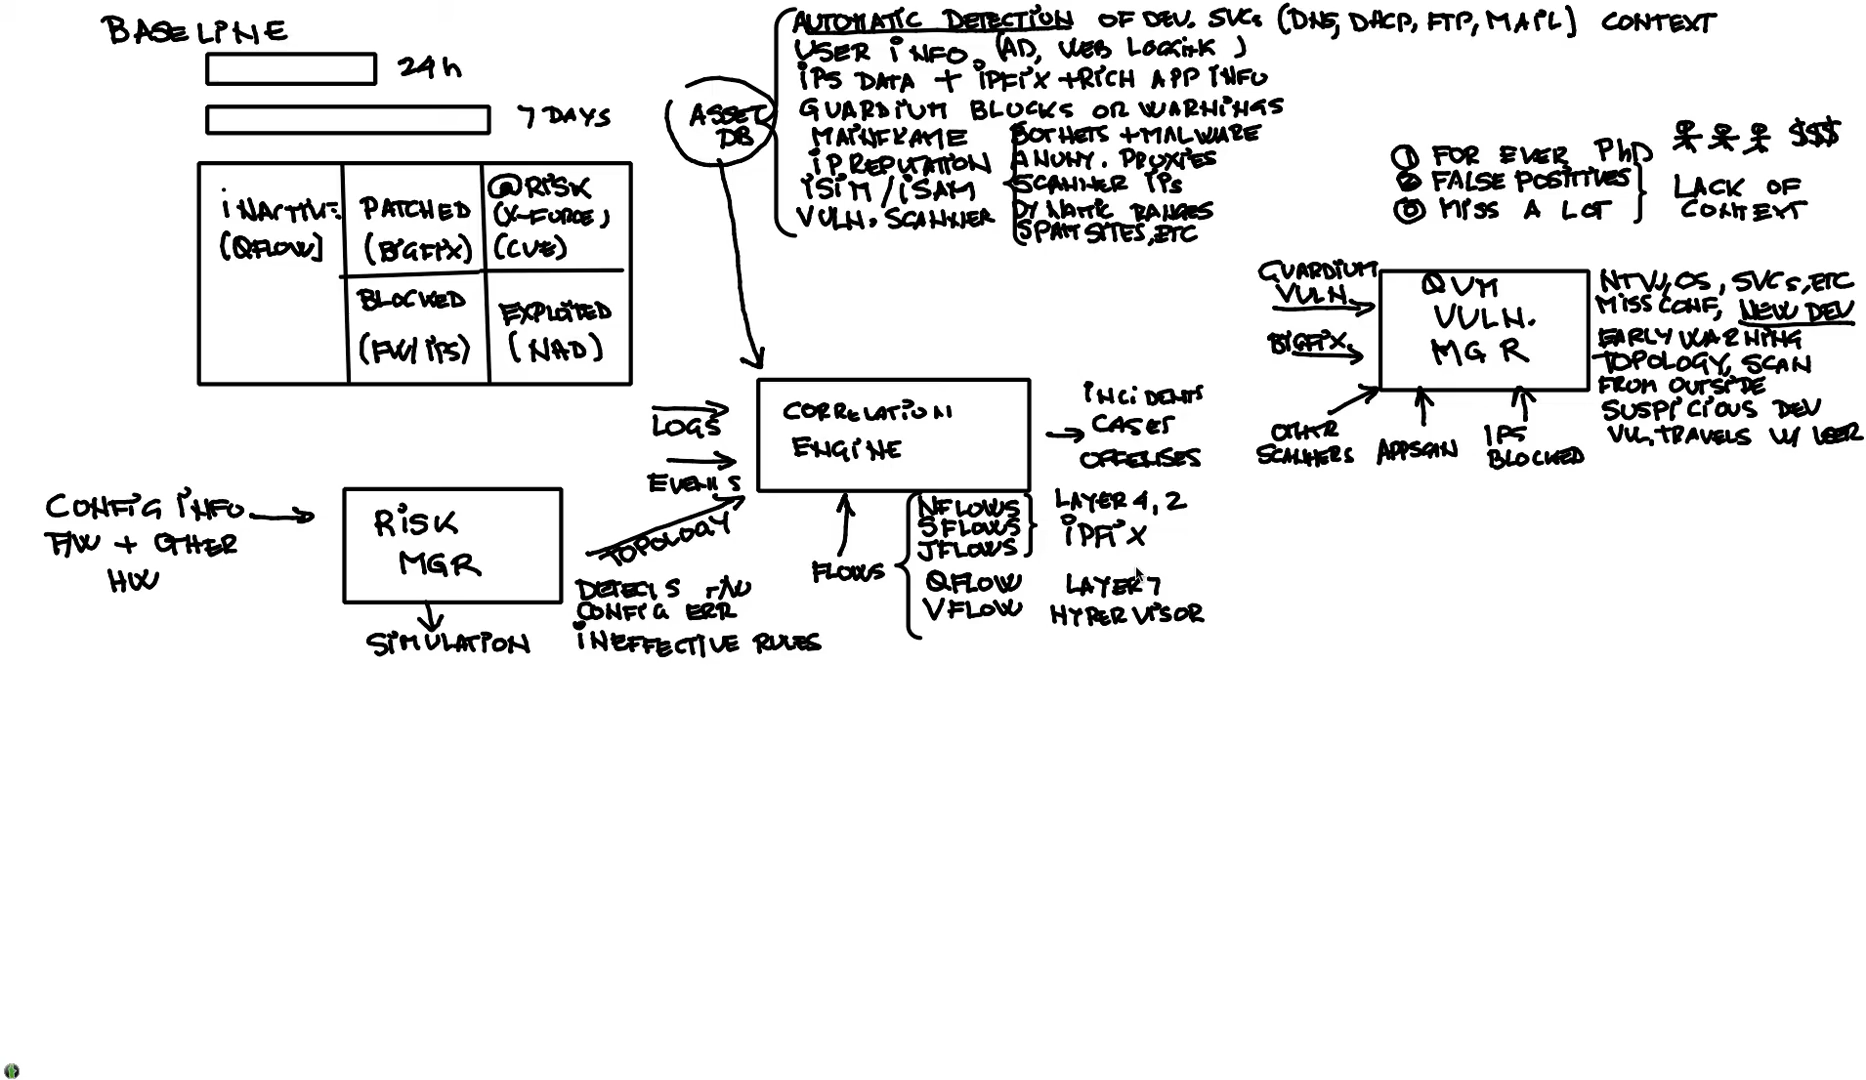 BASELINE
24h
7 DAYS
INACTIVE
(QFLOW)
PATCHED
(BIGFIX)
@RISK
(X-FORCE,
(CVE)
BLOCKED
(FW/IPS)
EXPLOITED
(NAD)
ASSET
DB
AUTOMATIC DETECTION OF DEV. SVCs (DNS, DHCP, FTP, MAIL) CONTEXT
USER INFO. (AD, WEB LOGGINK)
IPS DATA + IPFIX + RICH APP INFO
GUARDIUM BLOCKS OR WARNINGS
MAINFRAME
IP REPUTATION
ISIM/ISAM
VULN. SCANNER
BOTNETS + MALWARE
ANONY. PROXIES
SCANNER IPs
DYNAMIC RANGES
SPAM SITES, ETC
① FOR EVER PhD $$$
② FALSE POSITIVES
③ MISS A LOT
LACK OF
CONTEXT
GUARDIUM
VULN.
BIGFIX.
QVM
VULN.
MGR
NTW, OS, SVCs, ETC
MISSCONF, NEW DEV
EARLY WARNING
TOPOLOGY, SCAN
FROM OUTSIDE
SUSPICIOUS DEV
VUL. TRAVELS W/ USER
OTHER
SCANNERS
APPSCAN
IPS
BLOCKED
LOGS
EVENTS
TOPOLOGY
CORRELATION
ENGINE
INCIDENTS
CASES
OFFENSES
CONFIG INFO
F/W + OTHER
HW
RISK
MGR
SIMULATION
DETECTS F/W
CONFIG ERR
INEFFECTIVE RULES
FLOWS
NFLOWS
SFLOWS
JFLOWS
LAYER 4, 2
IPFIX
QFLOW LAYER 7
VFLOW HYPERVISOR